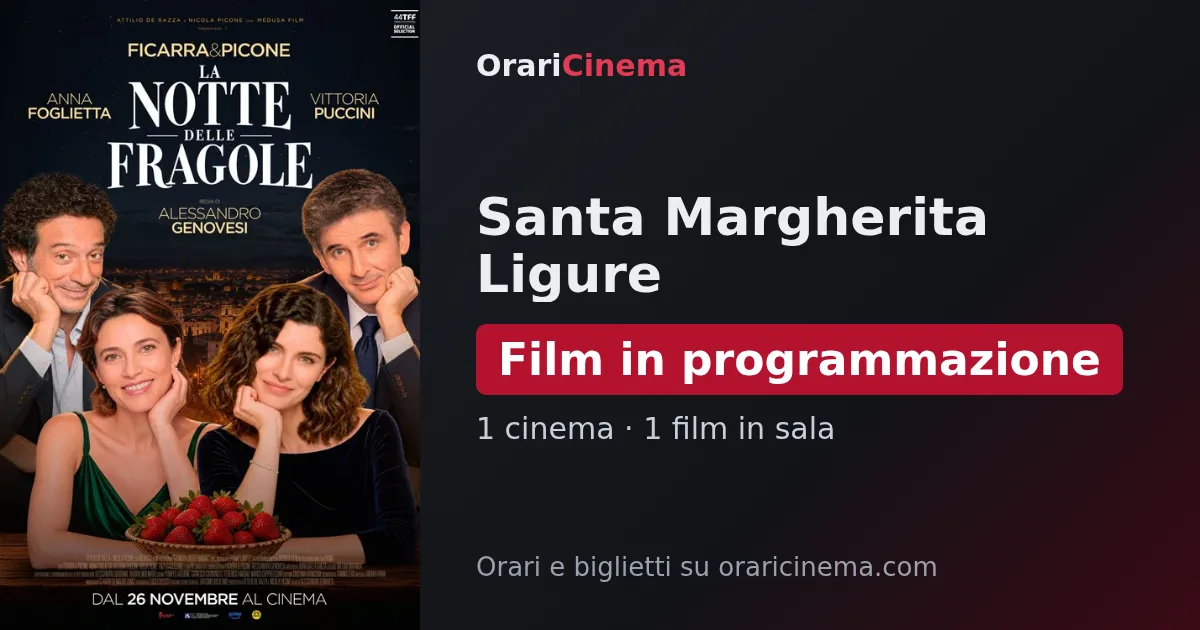 ATTILIO DE RAZZA E NICOLA PICONE CON MEDUSA FILM
44TFF
OFFICIAL
SELECTION
FICARRA&PICONE
LA
NOTTE
DELLE
FRAGOLE
ANNA
FOGLIETTA
VITTORIA
PUCCINI
REGIA DI
ALESSANDRO
GENOVESI
DAL 26 NOVEMBRE AL CINEMA
OrariCinema
Santa Margherita
Ligure
Film in programmazione
1 cinema · 1 film in sala
Orari e biglietti su oraricinema.com